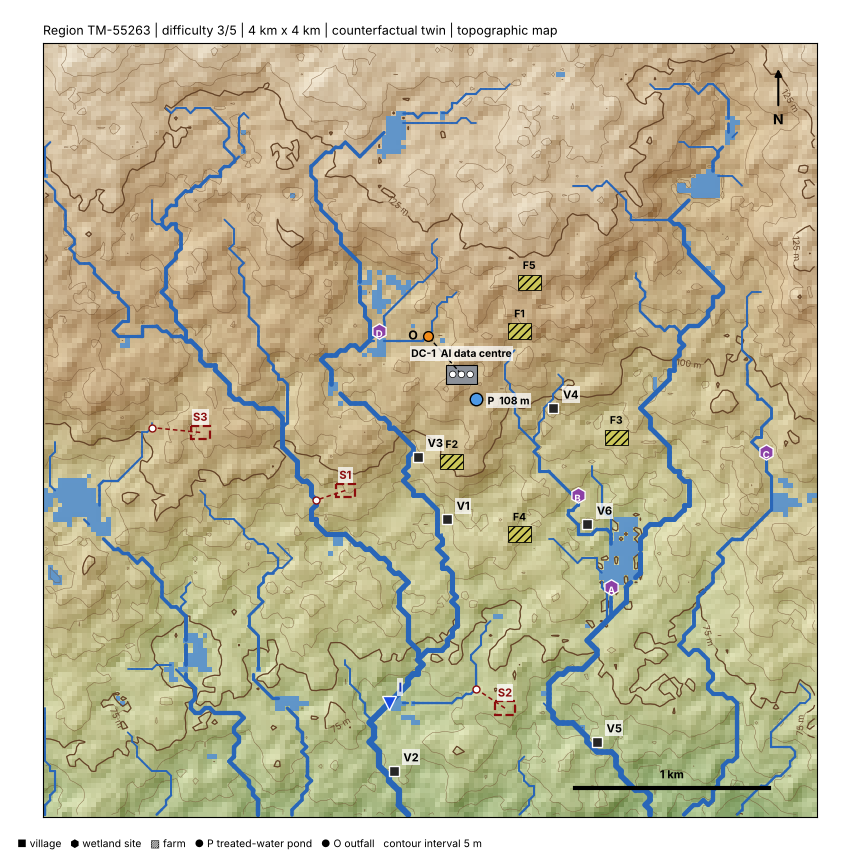 Region TM-55263 | difficulty 3/5 | 4 km x 4 km | counterfactual twin | topographic map
125 m
N
125 m
125 m
F5
F1
D
O
DC-1 AI data centre
100 m
P 108 m
V4
S3
F3
V3
F2
C
S1
B
V1
V6
F4
A
75 m
I
S2
75 m
75 m
75 m
V5
V2
1 km
village
wetland site
farm
P treated-water pond
O outfall
contour interval 5 m